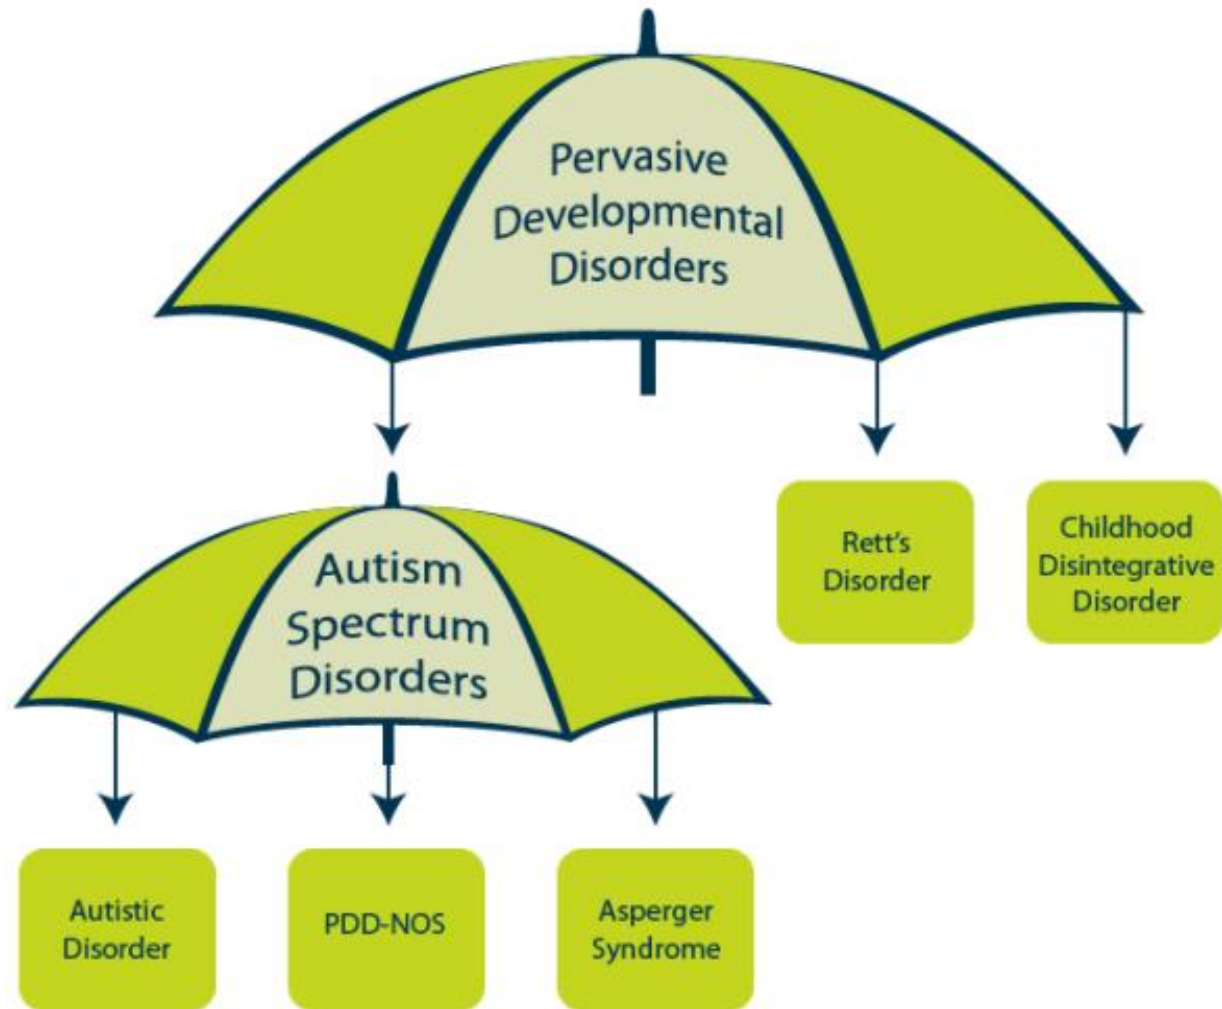 Pervasive
Developmental
Disorders
Rett's
Disorder
Childhood
Disintegrative
Disorder
Autism
Spectrum
Disorders
Autistic
Disorder
PDD-NOS
Asperger
Syndrome